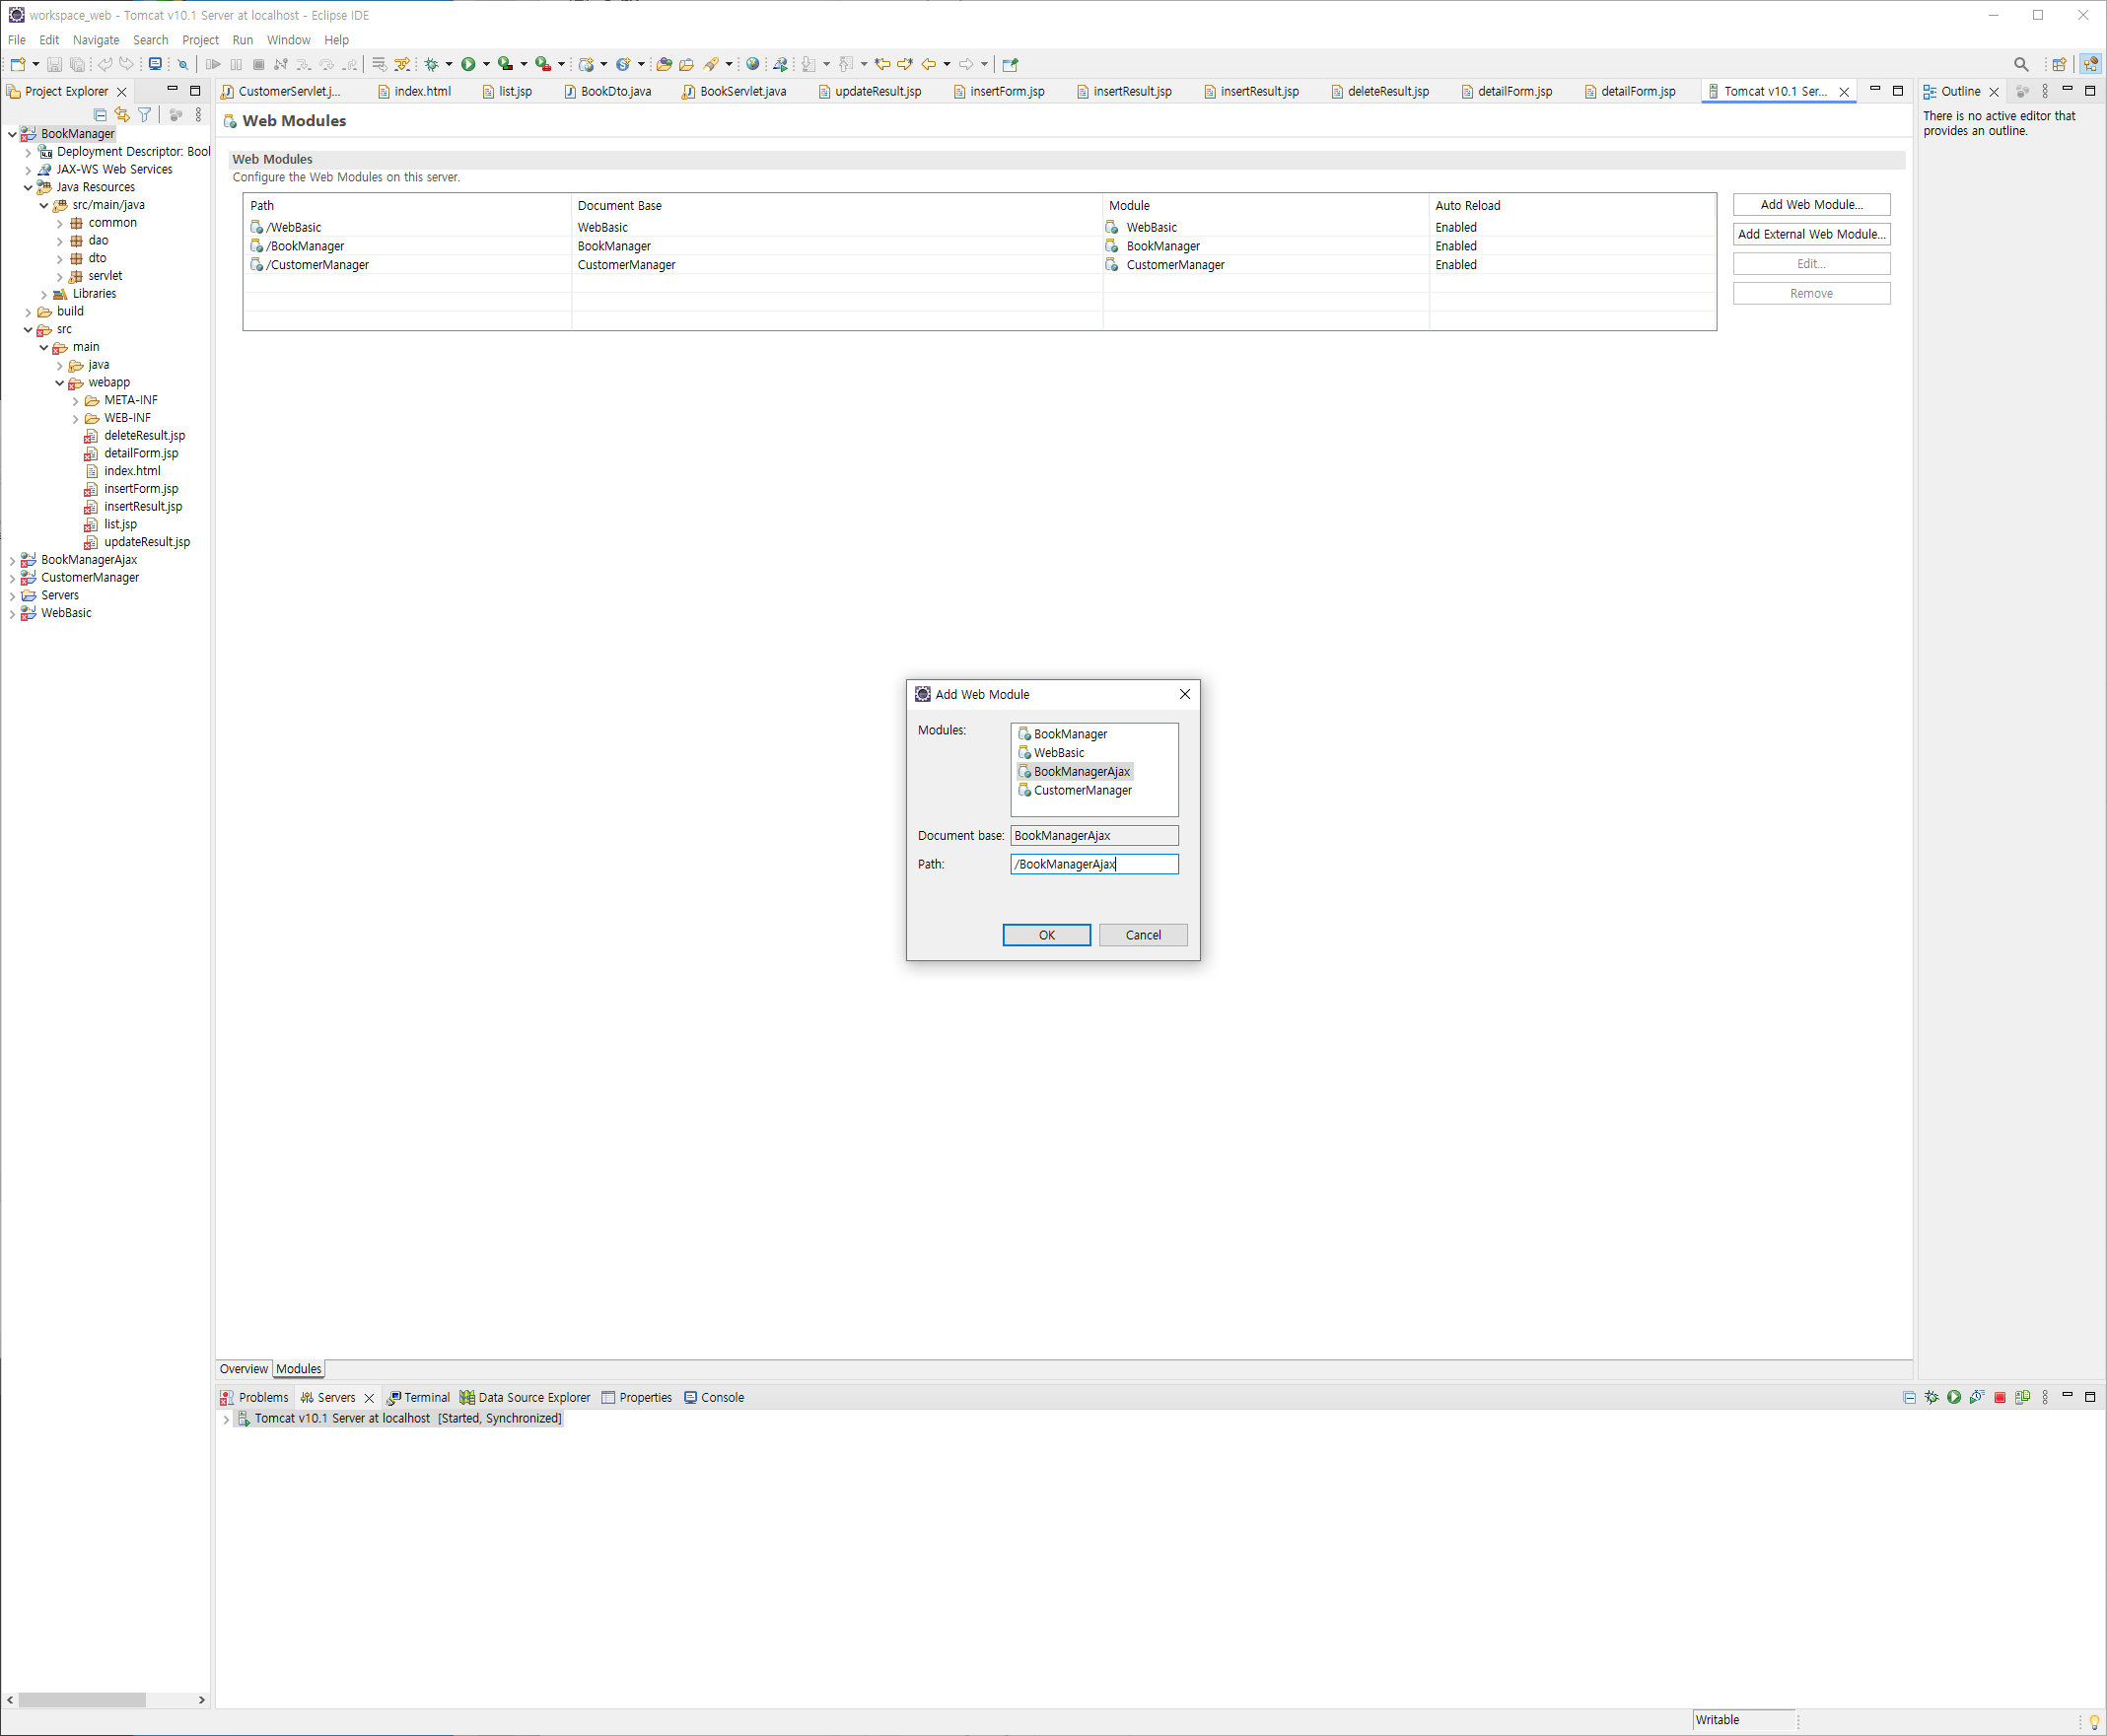 workspace_web - Tomcat v10.1 Server at localhost - Eclipse IDE
File Edit Navigate Search Project Run Window Help
Project Explorer
CustomerServlet.j... index.html list.jsp BookDto.java BookServlet.java updateResult.jsp insertForm.jsp insertResult.jsp insertResult.jsp deleteResult.jsp detailForm.jsp detailForm.jsp Tomcat v10.1 Ser...
Outline
There is no active editor that
provides an outline.
BookManager
Deployment Descriptor: Bool
JAX-WS Web Services
Java Resources
src/main/java
common
dao
dto
servlet
Libraries
build
src
main
java
webapp
META-INF
WEB-INF
deleteResult.jsp
detailForm.jsp
index.html
insertForm.jsp
insertResult.jsp
list.jsp
updateResult.jsp
BookManagerAjax
CustomerManager
Servers
WebBasic
Web Modules
Web Modules
Configure the Web Modules on this server.
Path Document Base Module Auto Reload
/WebBasic WebBasic WebBasic Enabled
/BookManager BookManager BookManager Enabled
/CustomerManager CustomerManager CustomerManager Enabled
Add Web Module...
Add External Web Module...
Edit...
Remove
Add Web Module
Modules:
BookManager
WebBasic
BookManagerAjax
CustomerManager
Document base: BookManagerAjax
Path: /BookManagerAjax
OK Cancel
Overview Modules
Problems Servers Terminal Data Source Explorer Properties Console
Tomcat v10.1 Server at localhost [Started, Synchronized]
Writable